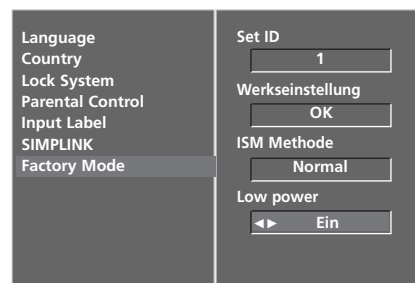 Language
Country
Lock System
Parental Control
Input Label
SIMPLINK
Factory Mode
Set ID
1
Werkseinstellung
OK
ISM Methode
Normal
Low power
◄► Ein